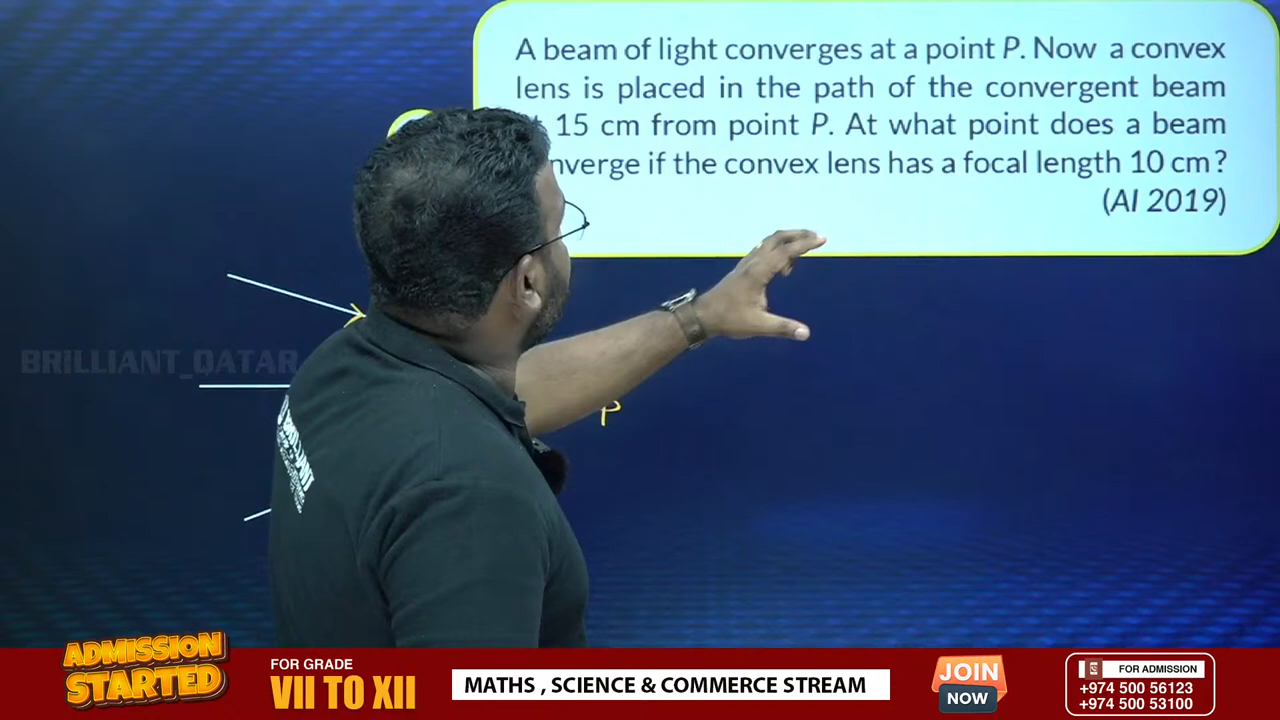 A beam of light converges at a point P. Now a convex
lens is placed in the path of the convergent beam
15 cm from point P. At what point does a beam
if the convex lens has a focal length 10 cm?
(AI 2019)
BRILLIANT_QATAR
P
ADMISSION
STARTED
FOR GRADE
VII TO XII
MATHS , SCIENCE & COMMERCE STREAM
JOIN
NOW
FOR ADMISSION
+974 500 56123
+974 500 53100